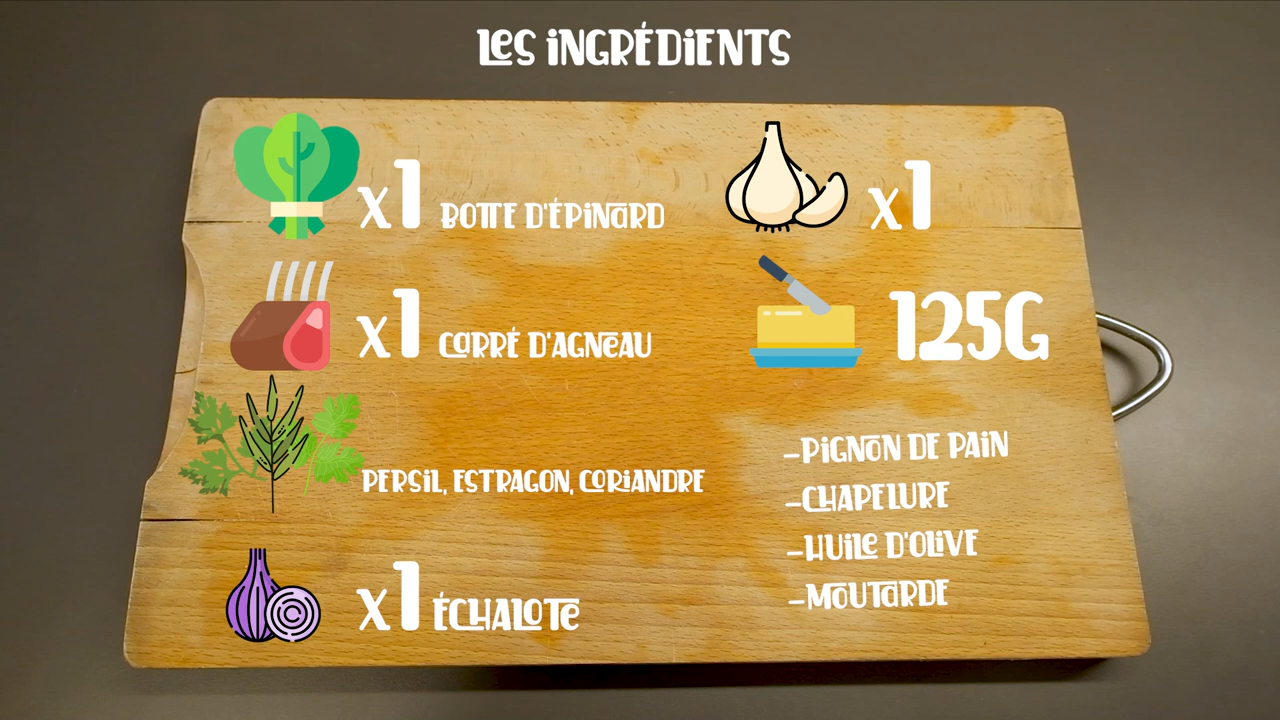 Les ingrédients
x1 botte d'épinard
x1
x1 carré d'agneau
125g
Persil, estragon, coriandre
x1 échalote
-Pignon de pain
-Chapelure
-Huile d'olive
-Moutarde